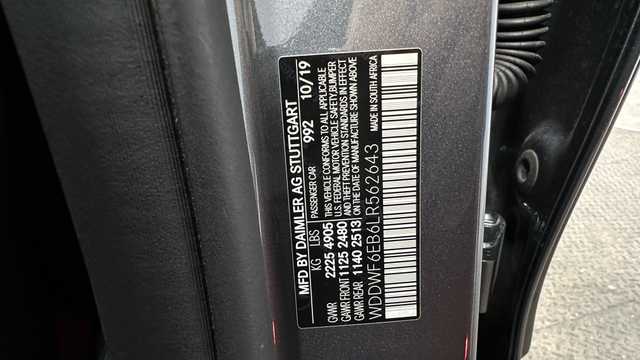 MFD BY DAIMLER AG STUTTGART
KG LBS PASSENGER CAR 992 10/19
GVWR 2225 4905 THIS VEHICLE CONFORMS TO ALL APPLICABLE
GAWR FRONT 1125 2480 U.S. FEDERAL MOTOR VEHICLE SAFETY, BUMPER
GAWR REAR 1140 2513 AND THEFT PREVENTION STANDARDS IN EFFECT
ON THE DATE OF MANUFACTURE SHOWN ABOVE
MADE IN SOUTH AFRICA
WDDWF6EB6LR562643